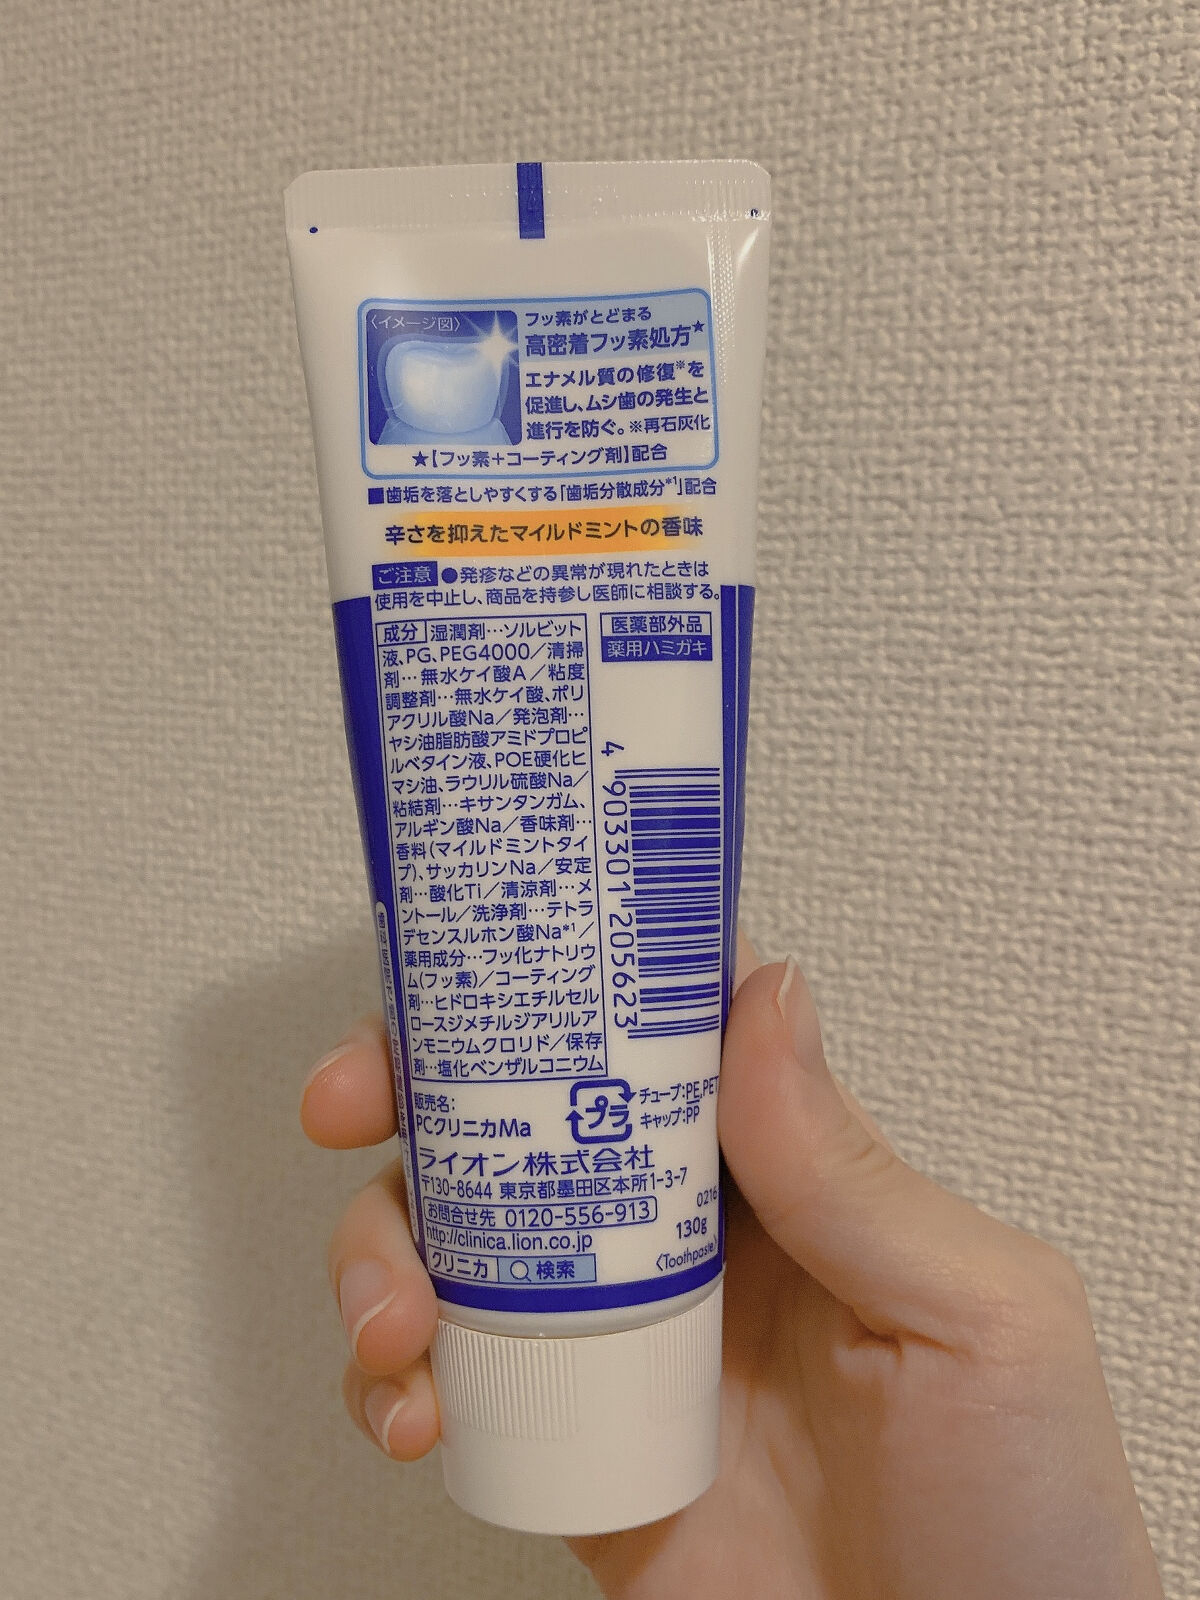 〈イメージ図〉
フッ素がとどまる
高密着フッ素処方★
エナメル質の修復※を
促進し、ムシ歯の発生と
進行を防ぐ。※再石灰化
★【フッ素+コーティング剤】配合
■歯垢を落としやすくする「歯垢分散成分*1」配合
辛さを抑えたマイルドミントの香味
ご注意 ●発疹などの異常が現れたときは
使用を中止し、商品を持参し医師に相談する。
成分 湿潤剤…ソルビット
液、PG、PEG4000/清掃
剤…無水ケイ酸A/粘度
調整剤…無水ケイ酸、ポリ
アクリル酸Na/発泡剤…
ヤシ油脂肪酸アミドプロピ
ルベタイン液、POE硬化ヒ
マシ油、ラウリル硫酸Na/
粘結剤…キサンタンガム、
アルギン酸Na/香味剤…
香料(マイルドミントタイ
プ)、サッカリンNa/安定
剤…酸化Ti/清涼剤…メ
ントール/洗浄剤…テトラ
デセンスルホン酸Na*1/
薬用成分…フッ化ナトリウ
ム(フッ素)/コーティング
剤…ヒドロキシエチルセル
ロースジメチルジアリルア
ンモニウムクロリド/保存
剤…塩化ベンザルコニウム
医薬部外品
薬用ハミガキ
4 903301 205623
販売名:
PCクリニカMa
プラ
チューブ:PE,PET
キャップ:PP
ライオン株式会社
〒130-8644 東京都墨田区本所1-3-7
お問合せ先 0120-556-913
http://clinica.lion.co.jp
クリニカ 検索
0216
130g
〈Toothpaste〉